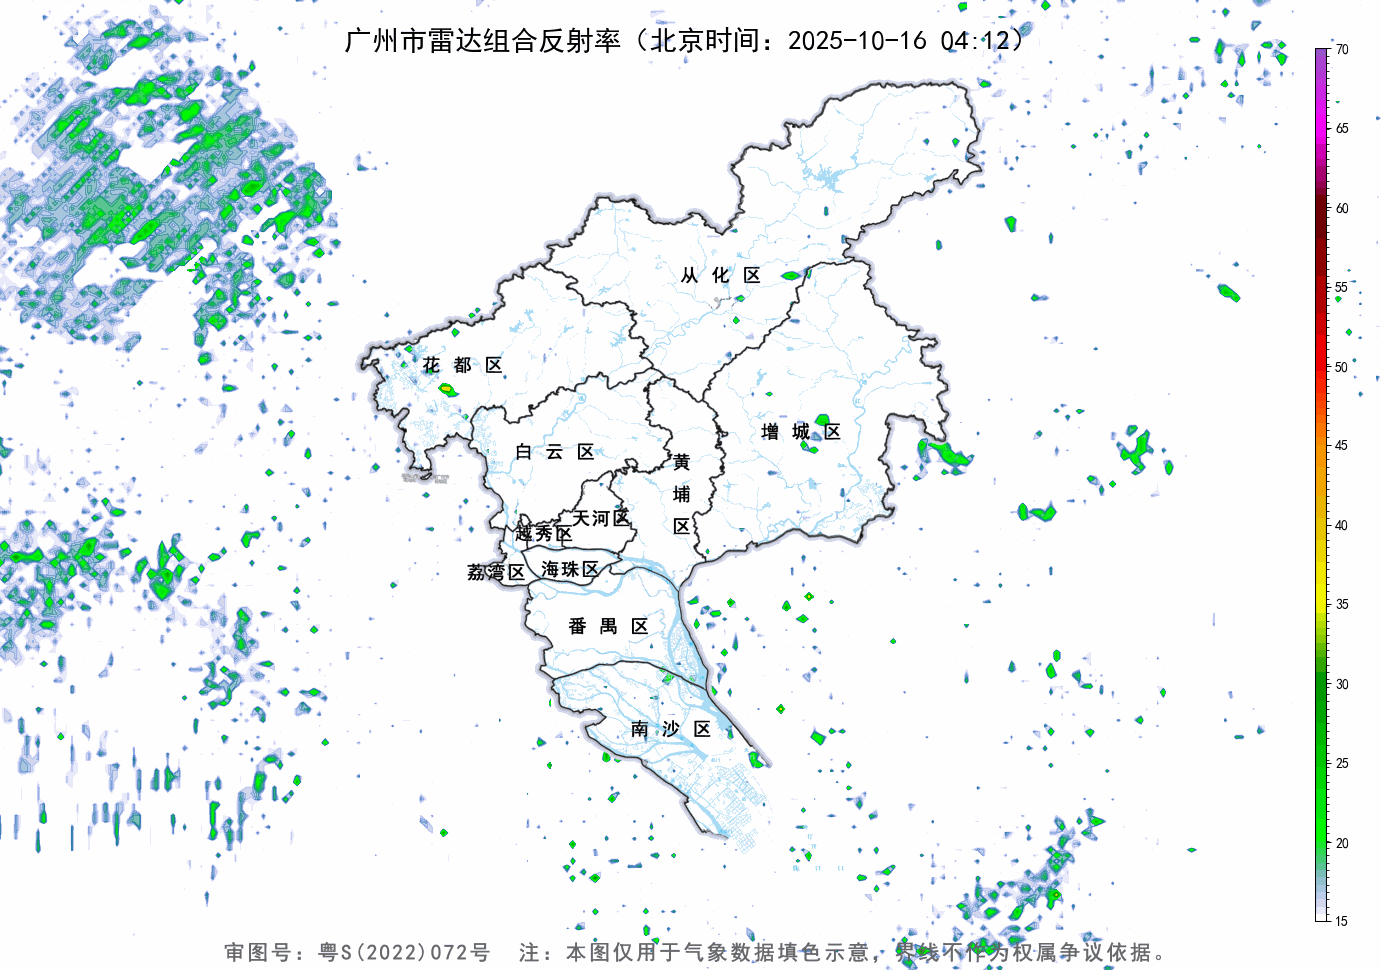 广州市雷达组合反射率（北京时间：2025-10-16 04:12）
70
65
60
55
50
45
40
35
30
25
20
15
从化区
花都区
增城区
白云区
黄埔区
天河区
越秀区
荔湾区
海珠区
番禺区
南沙区
审图号：粤S(2022)072号 注：本图仅用于气象数据填色示意，界线不作为权属争议依据。